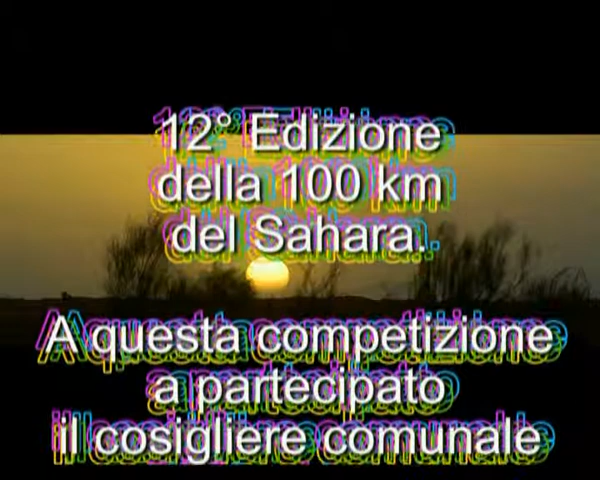 12° Edizione
della 100 km
del Sahara.
A questa competizione
a partecipato
il cosigliere comunale